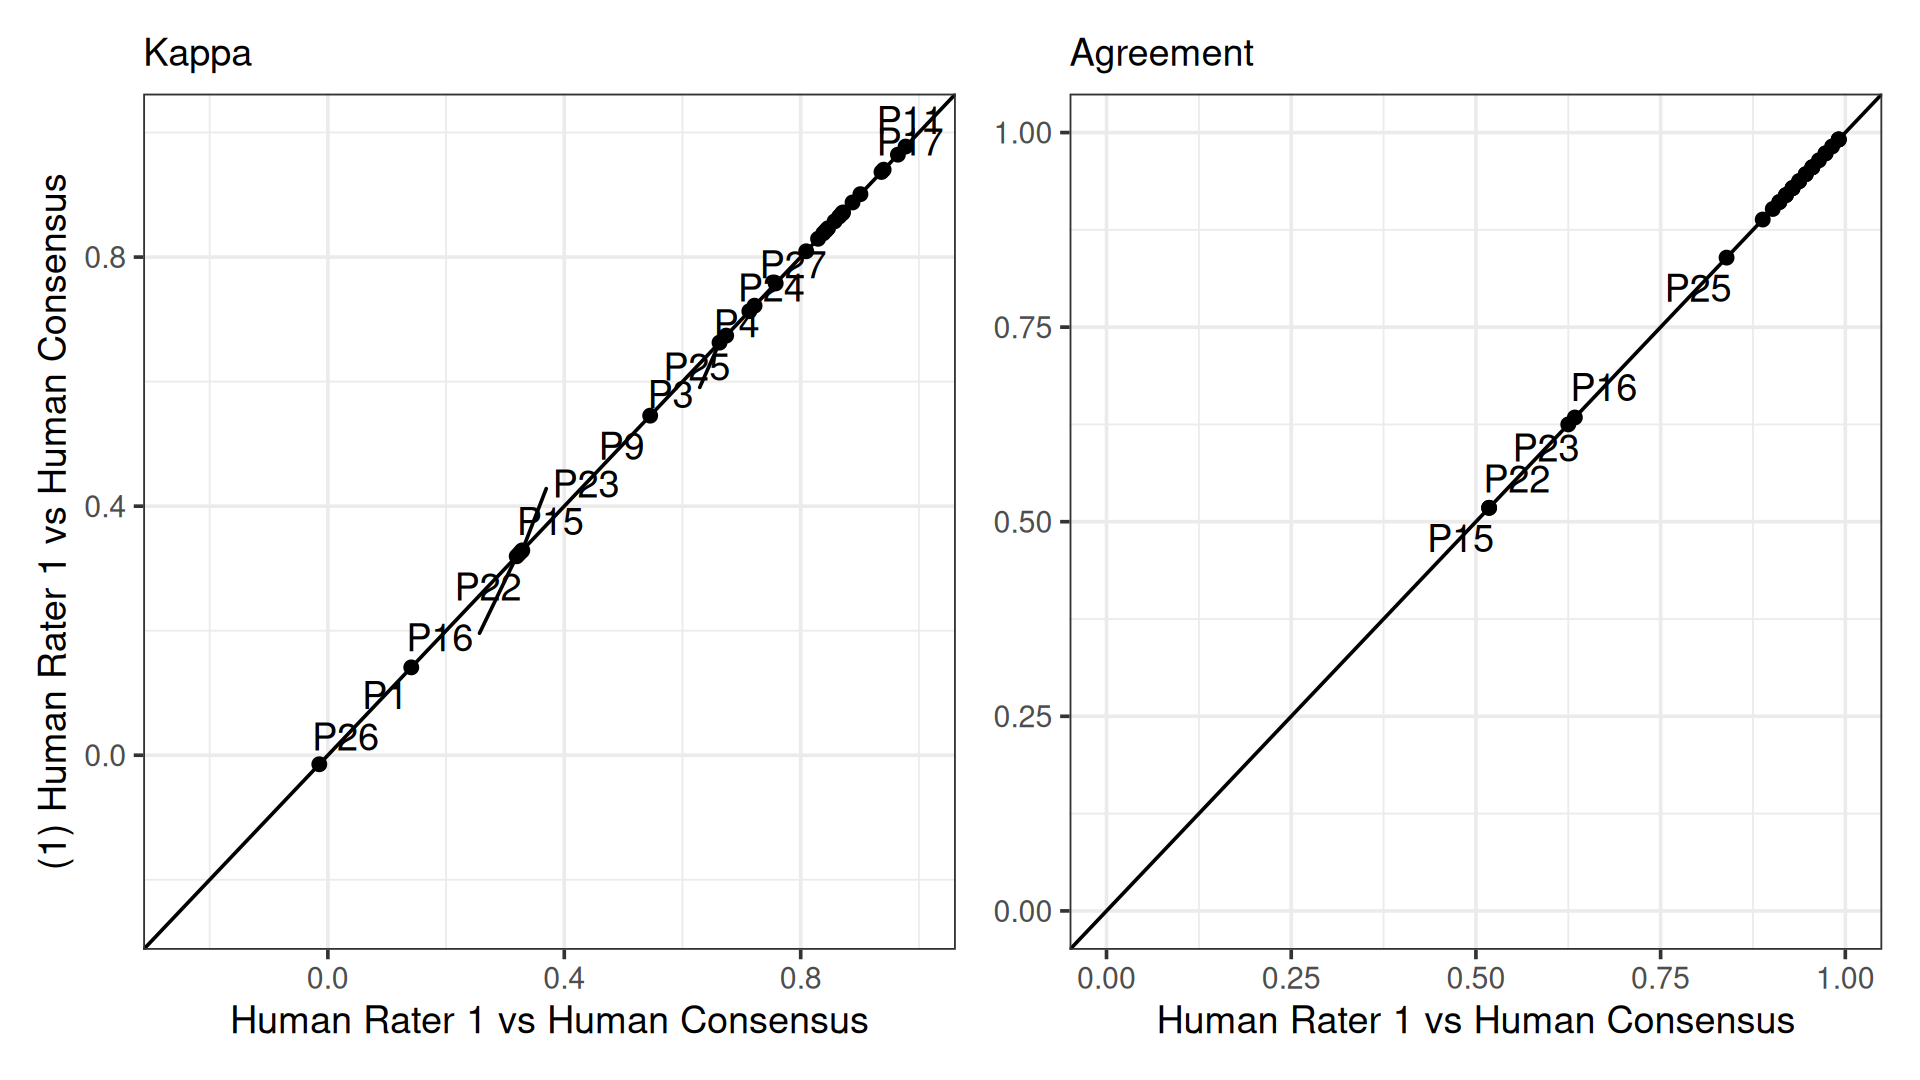 Kappa
(1) Human Rater 1 vs Human Consensus
0.8
0.4
0.0
P11
P17
P27
P24
P4
P25
P3
P9
P23
P15
P22
P16
P1
P26
0.0 0.4 0.8
Human Rater 1 vs Human Consensus
Agreement
1.00
0.75
0.50
0.25
0.00
P25
P16
P23
P22
P15
0.00 0.25 0.50 0.75 1.00
Human Rater 1 vs Human Consensus